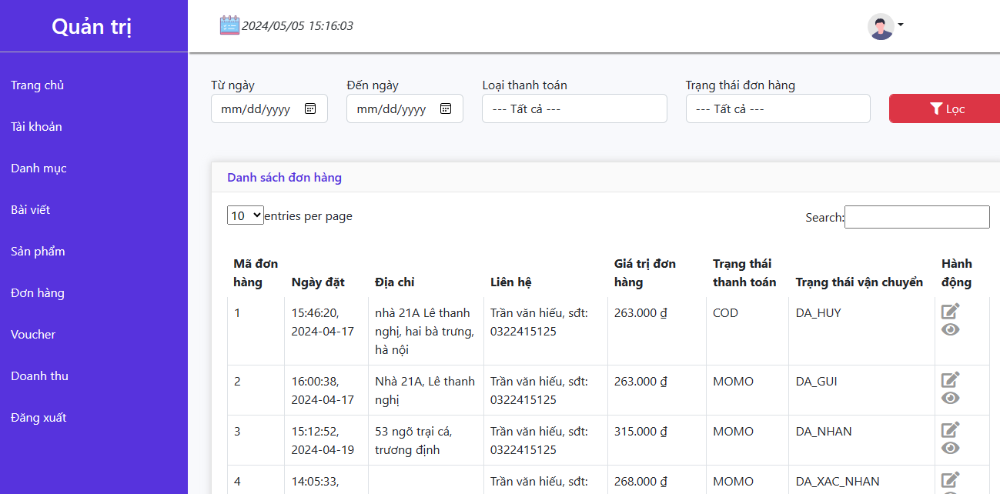 Quản trị
2024/05/05 15:16:03
Trang chủ
Tài khoản
Danh mục
Bài viết
Sản phẩm
Đơn hàng
Voucher
Doanh thu
Đăng xuất
Từ ngày
Đến ngày
Loại thanh toán
Trạng thái đơn hàng
mm/dd/yyyy
mm/dd/yyyy
--- Tất cả ---
--- Tất cả ---
Lọc
Danh sách đơn hàng
10 entries per page
Search:
Mã đơn
hàng
Ngày đặt
Địa chỉ
Liên hệ
Giá trị đơn
hàng
Trạng thái
thanh toán
Trạng thái vận chuyển
Hành
động
1
15:46:20,
2024-04-17
nhà 21A Lê thanh
nghị, hai bà trưng,
hà nội
Trần văn hiếu, sđt:
0322415125
263.000 ₫
COD
DA_HUY
2
16:00:38,
2024-04-17
Nhà 21A, Lê thanh
nghị
Trần văn hiếu, sđt:
0322415125
263.000 ₫
MOMO
DA_GUI
3
15:12:52,
2024-04-19
53 ngõ trại cá,
trương định
Trần văn hiếu, sđt:
0322415125
315.000 ₫
MOMO
DA_NHAN
4
14:05:33,
Trần văn hiếu, sđt:
268.000 ₫
MOMO
DA_XAC_NHAN